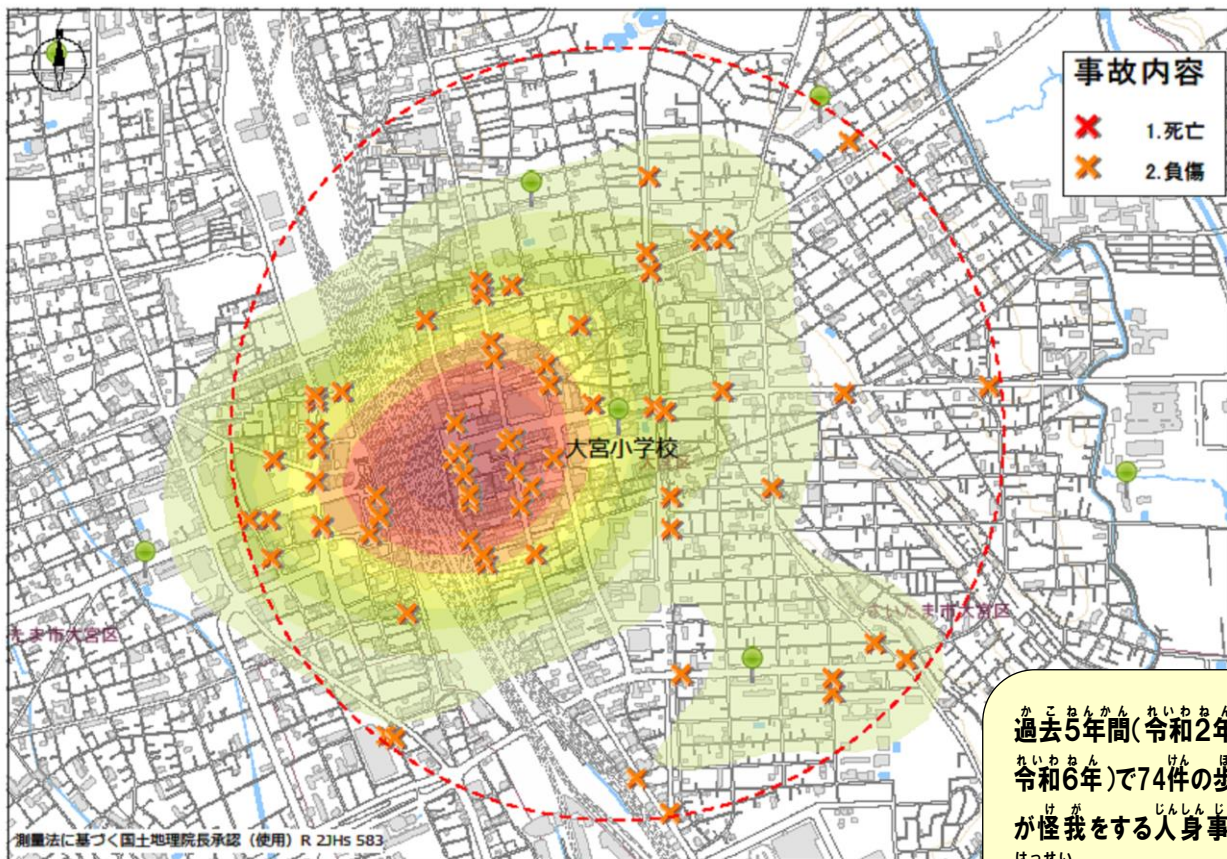 N
事故内容
1.死亡
2.負傷
大宮小学校
たま市大宮区
いたま市大宮区
かこねんかん れいわねん
過去5年間(令和2年
れいわねん けん
令和6年)で74件の歩
けが じんしんじ
が怪我をする人身事
はっせい
測量法に基づく国土地理院長承認(使用)R 2JHs 583